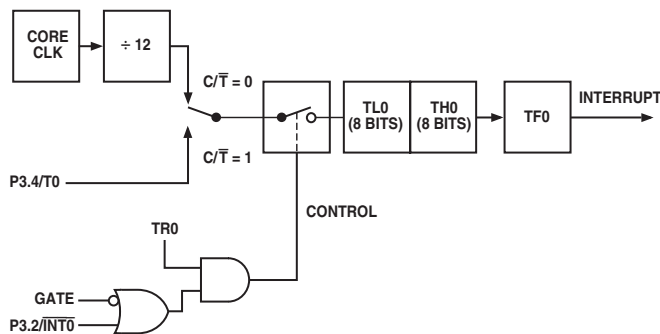 CORE
CLK
÷ 12
C/T̅ = 0
TL0
(8 BITS)
TH0
(8 BITS)
TF0
INTERRUPT
C/T̅ = 1
P3.4/T0
CONTROL
TR0
GATE
P3.2/I̅N̅T̅0̅